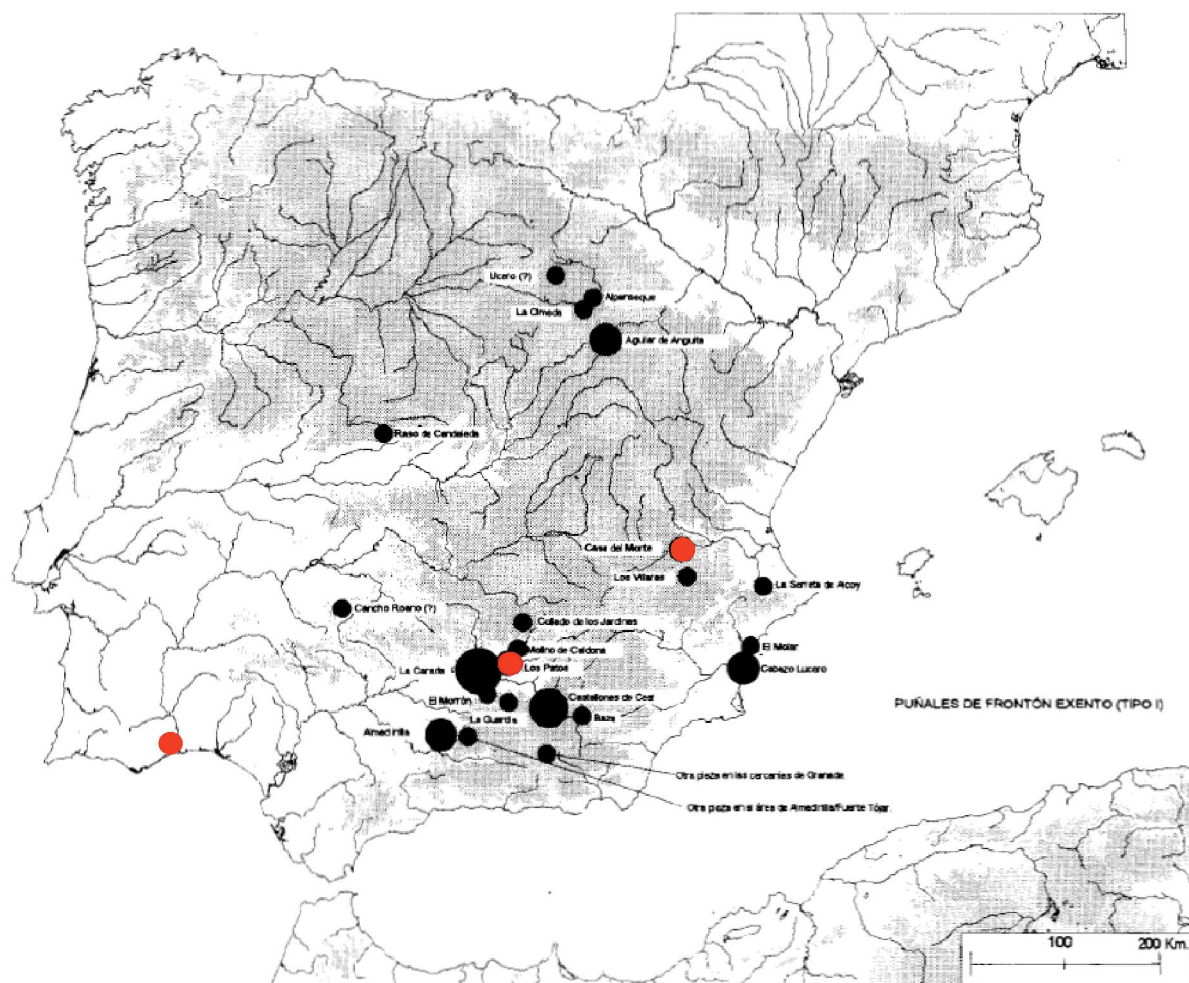 Ucero (?)
Alpanseque
La Olmeda
Aguilar de Anguita
Raso de Candeleda
Casa del Monte
Los Villares
La Serreta de Alcoy
Cancho Roano (?)
Collado de los Jardines
El Molar
Molino de Caldona
La Carada
Los Patos
Cabezo Lucero
El Morrón
Castellones de Ceal
PUÑALES DE FRONTÓN EXENTO (TIPO I)
La Guardia
Baza
Almedinilla
Otra pieza en las cercanías de Granada
Otra pieza en el área de Almedinilla/Fuente Tójar.
100
200 Km.